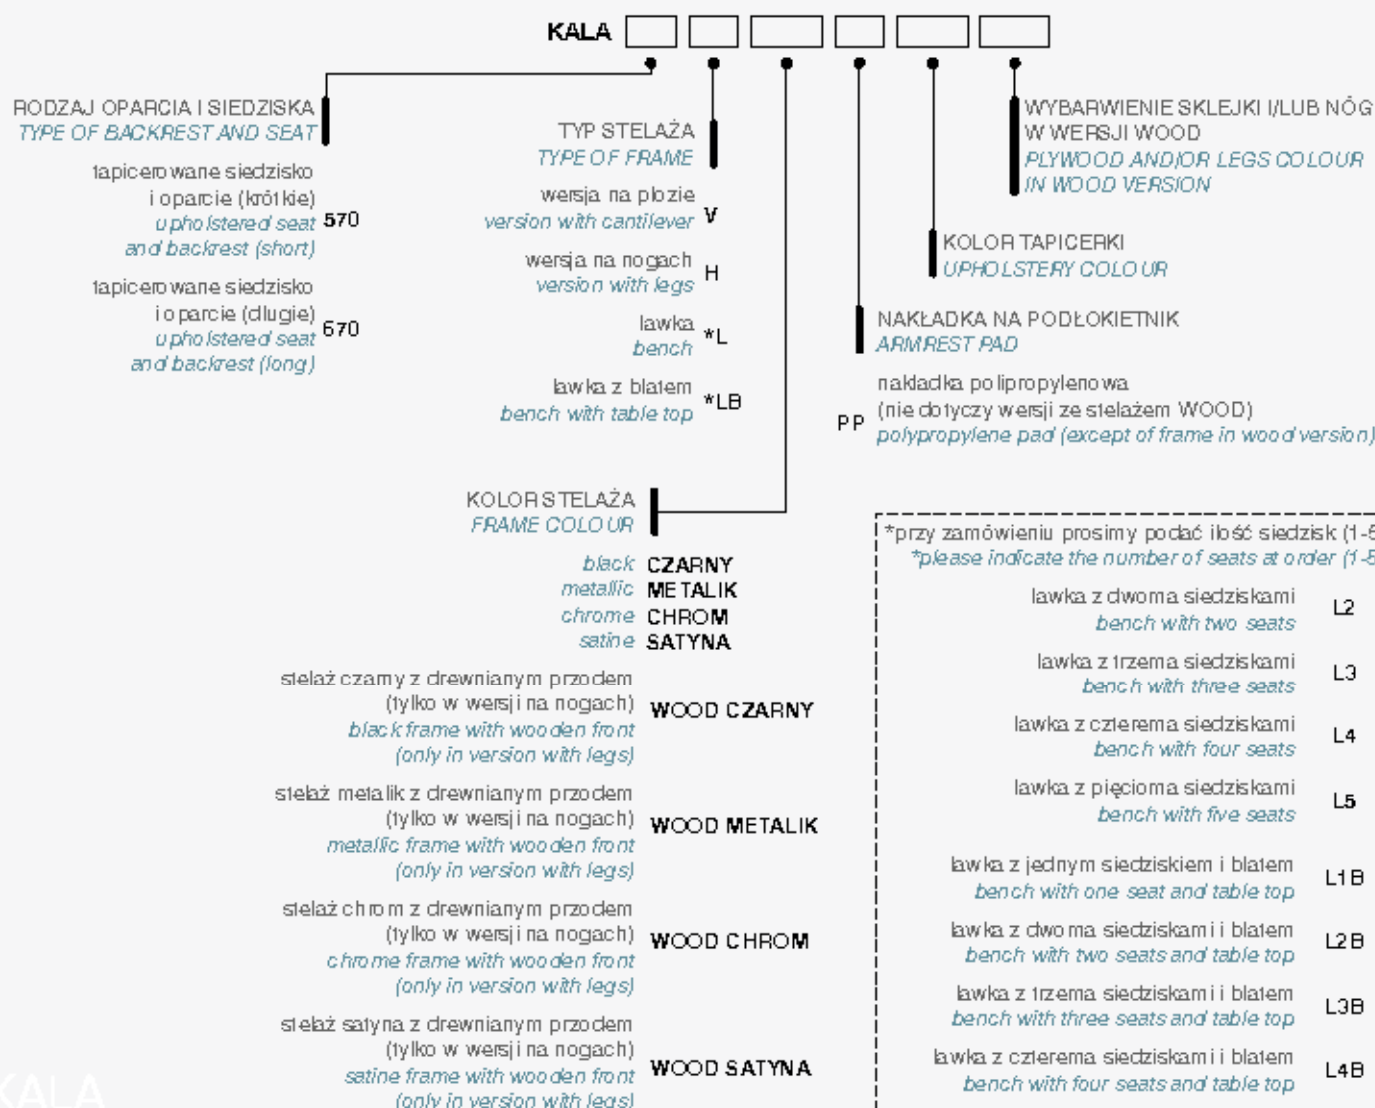 KALA
RODZAJ OPARCIA I SIEDZISKA
TYPE OF BACKREST AND SEAT
tapicerowane siedzisko
i oparcie (krótkie)
upholstered seat
and backrest (short)
570
tapicerowane siedzisko
i oparcie (długie)
upholstered seat
and backrest (long)
670
TYP STELAŻA
TYPE OF FRAME
wersja na płozie
version with cantilever
V
wersja na nogach
version with legs
H
ławka
bench
*L
ławka z blatem
bench with table top
*LB
WYBARWIENIE SKLEJKI I/LUB NÓG
W WERSJI WOOD
PLYWOOD AND/OR LEGS COLOUR
IN WOOD VERSION
KOLOR TAPICERKI
UPHOLSTERY COLOUR
NAKŁADKA NA PODŁOKIETNIK
ARMREST PAD
nakładka polipropylenowa
(nie dotyczy wersji ze stelażem WOOD)
PP
polypropylene pad (except of frame in wood version)
KOLOR STELAŻA
FRAME COLOUR
black CZARNY
metallic METALIK
chrome CHROM
satine SATYNA
stelaż czarny z drewnianym przodem
(tylko w wersji na nogach)
black frame with wooden front
(only in version with legs)
WOOD CZARNY
stelaż metalik z drewnianym przodem
(tylko w wersji na nogach)
metallic frame with wooden front
(only in version with legs)
WOOD METALIK
stelaż chrom z drewnianym przodem
(tylko w wersji na nogach)
chrome frame with wooden front
(only in version with legs)
WOOD CHROM
stelaż satyna z drewnianym przodem
(tylko w wersji na nogach)
satine frame with wooden front
(only in version with legs)
WOOD SATYNA
*przy zamówieniu prosimy podać ilość siedzisk (1-5
*please indicate the number of seats at order (1-5
ławka z dwoma siedziskami
bench with two seats
L2
ławka z trzema siedziskami
bench with three seats
L3
ławka z czterema siedziskami
bench with four seats
L4
ławka z pięcioma siedziskami
bench with five seats
L5
ławka z jednym siedziskiem i blatem
bench with one seat and table top
L1B
ławka z dwoma siedziskami i blatem
bench with two seats and table top
L2B
ławka z trzema siedziskami i blatem
bench with three seats and table top
L3B
ławka z czterema siedziskami i blatem
bench with four seats and table top
L4B
KALA